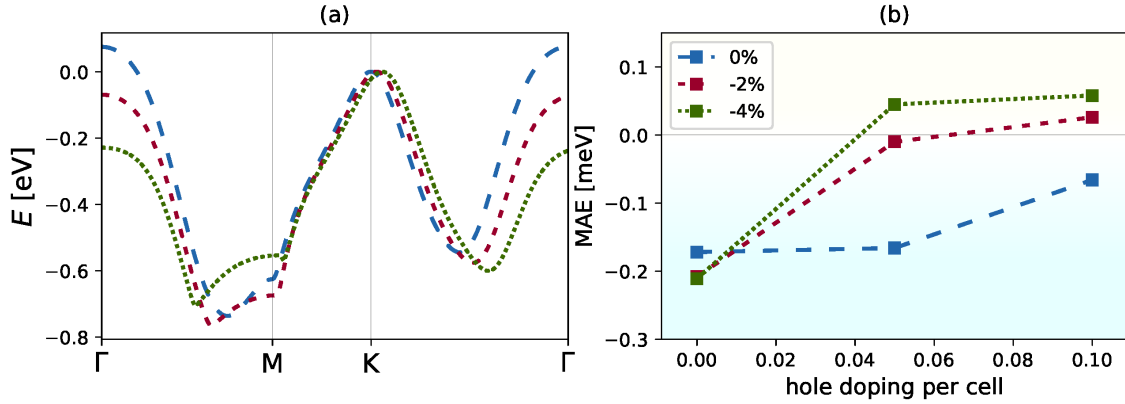 (a)
E [eV]
0.0
−0.2
−0.4
−0.6
−0.8
Γ M K Γ
(b)
MAE [meV]
0.1
0.0
−0.1
−0.2
−0.3
0%
-2%
-4%
0.00 0.02 0.04 0.06 0.08 0.10
hole doping per cell